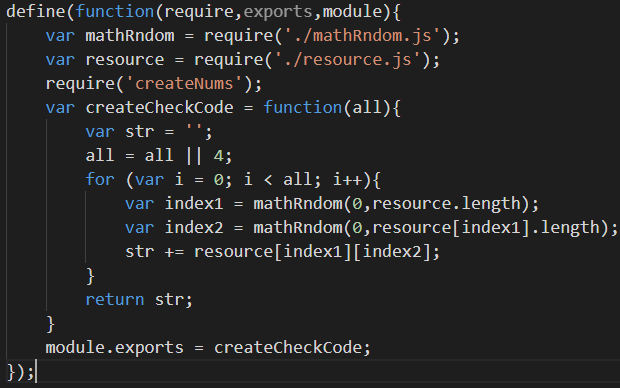 define(function(require,exports,module){
    var mathRndom = require('./mathRndom.js');
    var resource = require('./resource.js');
    require('createNums');
    var createCheckCode = function(all){
        var str = '';
        all = all || 4;
        for (var i = 0; i < all; i++){
            var index1 = mathRndom(0,resource.length);
            var index2 = mathRndom(0,resource[index1].length);
            str += resource[index1][index2];
        }
        return str;
    }
    module.exports = createCheckCode;
});